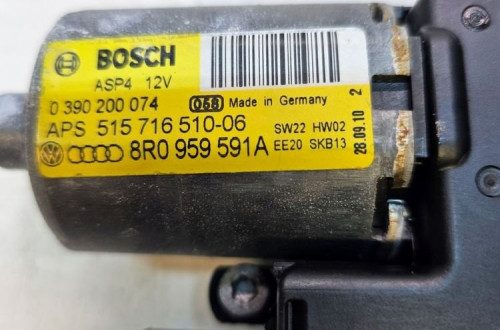 BOSCH
ASP4 12V
0 390 200 074 058 Made in Germany
APS 515 716 510-06 SW22 HW02
8R0 959 591A EE20 SKB13
28.09.10 2